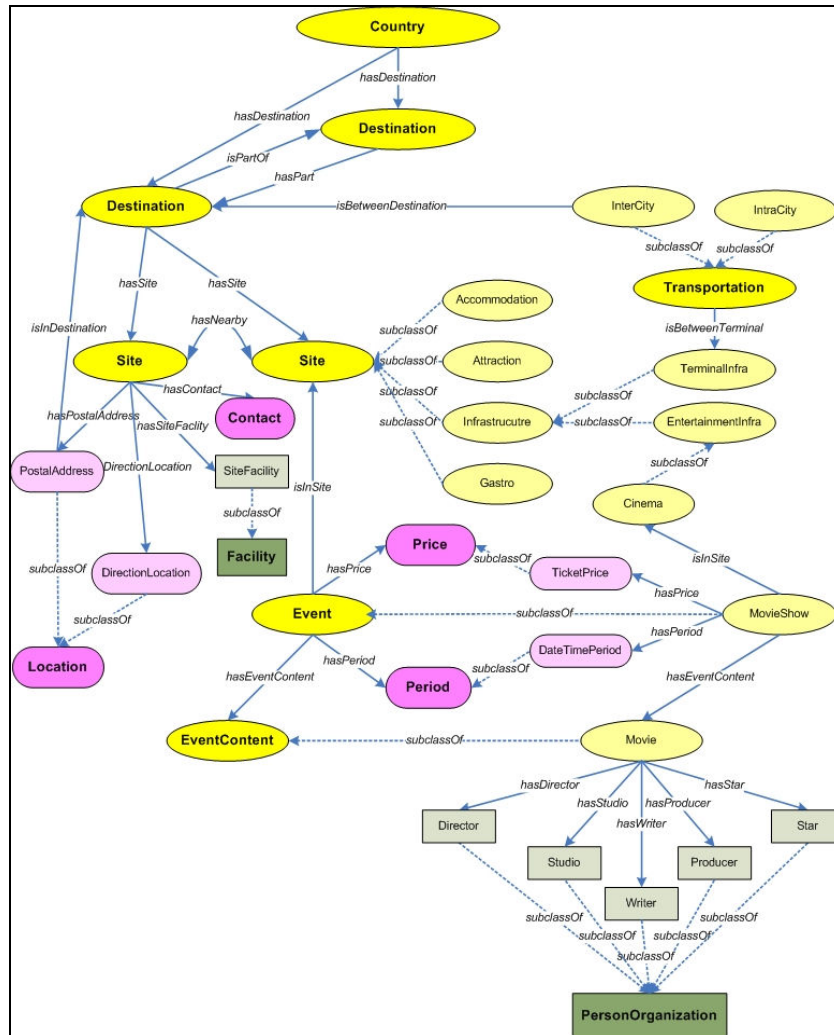 Country
hasDestination
hasDestination
Destination
isPartOf
hasPart
Destination
isBetweenDestination
InterCity
IntraCity
subclassOf
subclassOf
hasSite
hasSite
Accommodation
Transportation
hasNearby
subclassOf
isInDestination
isBetweenTerminal
Site
Site
subclassOf
Attraction
TerminalInfra
hasContact
subclassOf
subclassOf
hasPostalAddress
Contact
subclassOf
Infrastrucutre
subclassOf
EntertainmentInfra
hasSiteFaclity
PostalAddress
DirectionLocation
SiteFacility
subclassOf
Gastro
Cinema
isInSite
subclassOf
Facility
Price
subclassOf
isInSite
subclassOf
DirectionLocation
TicketPrice
hasPrice
hasPrice
subclassOf
Event
subclassOf
MovieShow
hasPeriod
Location
hasPeriod
DateTimePeriod
subclassOf
Period
hasEventContent
hasEventContent
EventContent
subclassOf
Movie
hasDirector
hasStar
hasStudio
hasProducer
hasWriter
Director
Star
Studio
Producer
Writer
subclassOf
subclassOf
subclassOf
subclassOf
subclassOf
PersonOrganization